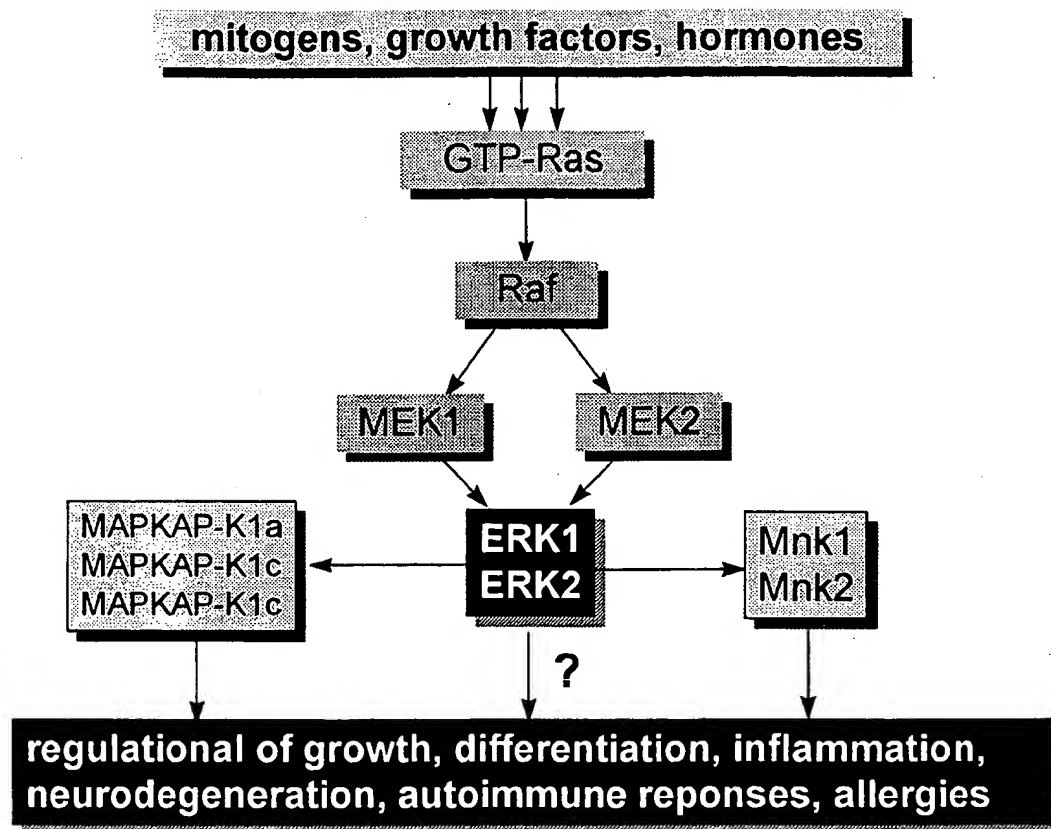 mitogens, growth factors, hormones
GTP-Ras
Raf
MEK1
MEK2
MAPKAP-K1a
MAPKAP-K1c
MAPKAP-K1c
ERK1
ERK2
Mnk1
Mnk2
?
regulational of growth, differentiation, inflammation,
neurodegeneration, autoimmune reponses, allergies